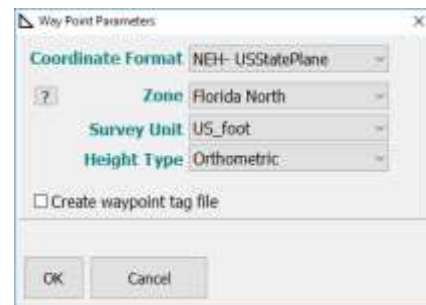 Way Point Parameters
Coordinate Format NEH- USStatePlane
? Zone Florida North
Survey Unit US_foot
Height Type Orthometric
Create waypoint tag file
OK Cancel